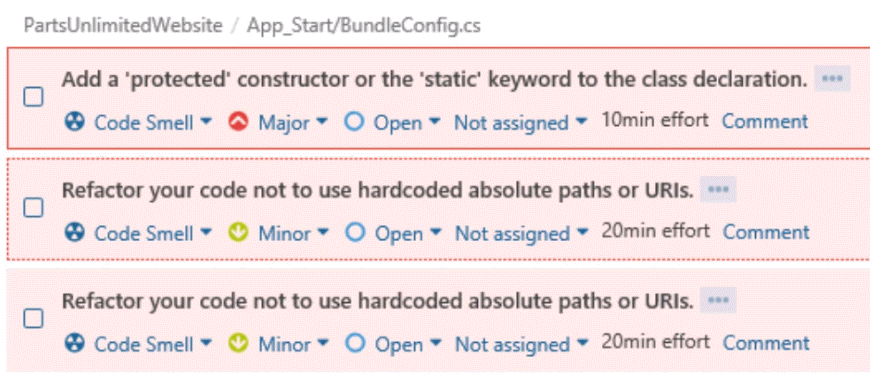 PartsUnlimitedWebsite / App_Start/BundleConfig.cs
Add a 'protected' constructor or the 'static' keyword to the class declaration. •••
Code Smell Major Open Not assigned 10min effort Comment
Refactor your code not to use hardcoded absolute paths or URIs. •••
Code Smell Minor Open Not assigned 20min effort Comment
Refactor your code not to use hardcoded absolute paths or URIs. •••
Code Smell Minor Open Not assigned 20min effort Comment